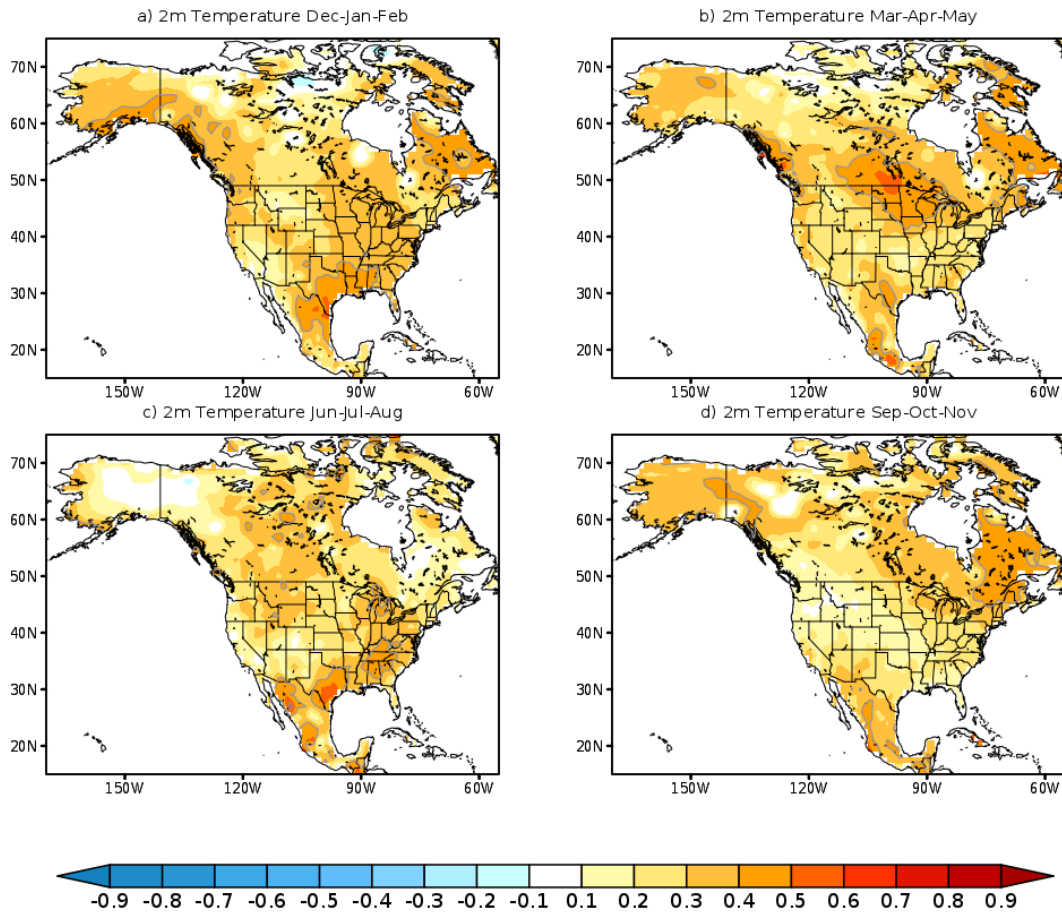 a) 2m Temperature Dec-Jan-Feb
b) 2m Temperature Mar-Apr-May
70N
60N
50N
40N
30N
20N
150W 120W 90W 60W
70N
60N
50N
40N
30N
20N
150W 120W 90W 60W
c) 2m Temperature Jun-Jul-Aug
d) 2m Temperature Sep-Oct-Nov
70N
60N
50N
40N
30N
20N
150W 120W 90W 60W
70N
60N
50N
40N
30N
20N
150W 120W 90W 60W
-0.9 -0.8 -0.7 -0.6 -0.5 -0.4 -0.3 -0.2 -0.1 0.1 0.2 0.3 0.4 0.5 0.6 0.7 0.8 0.9